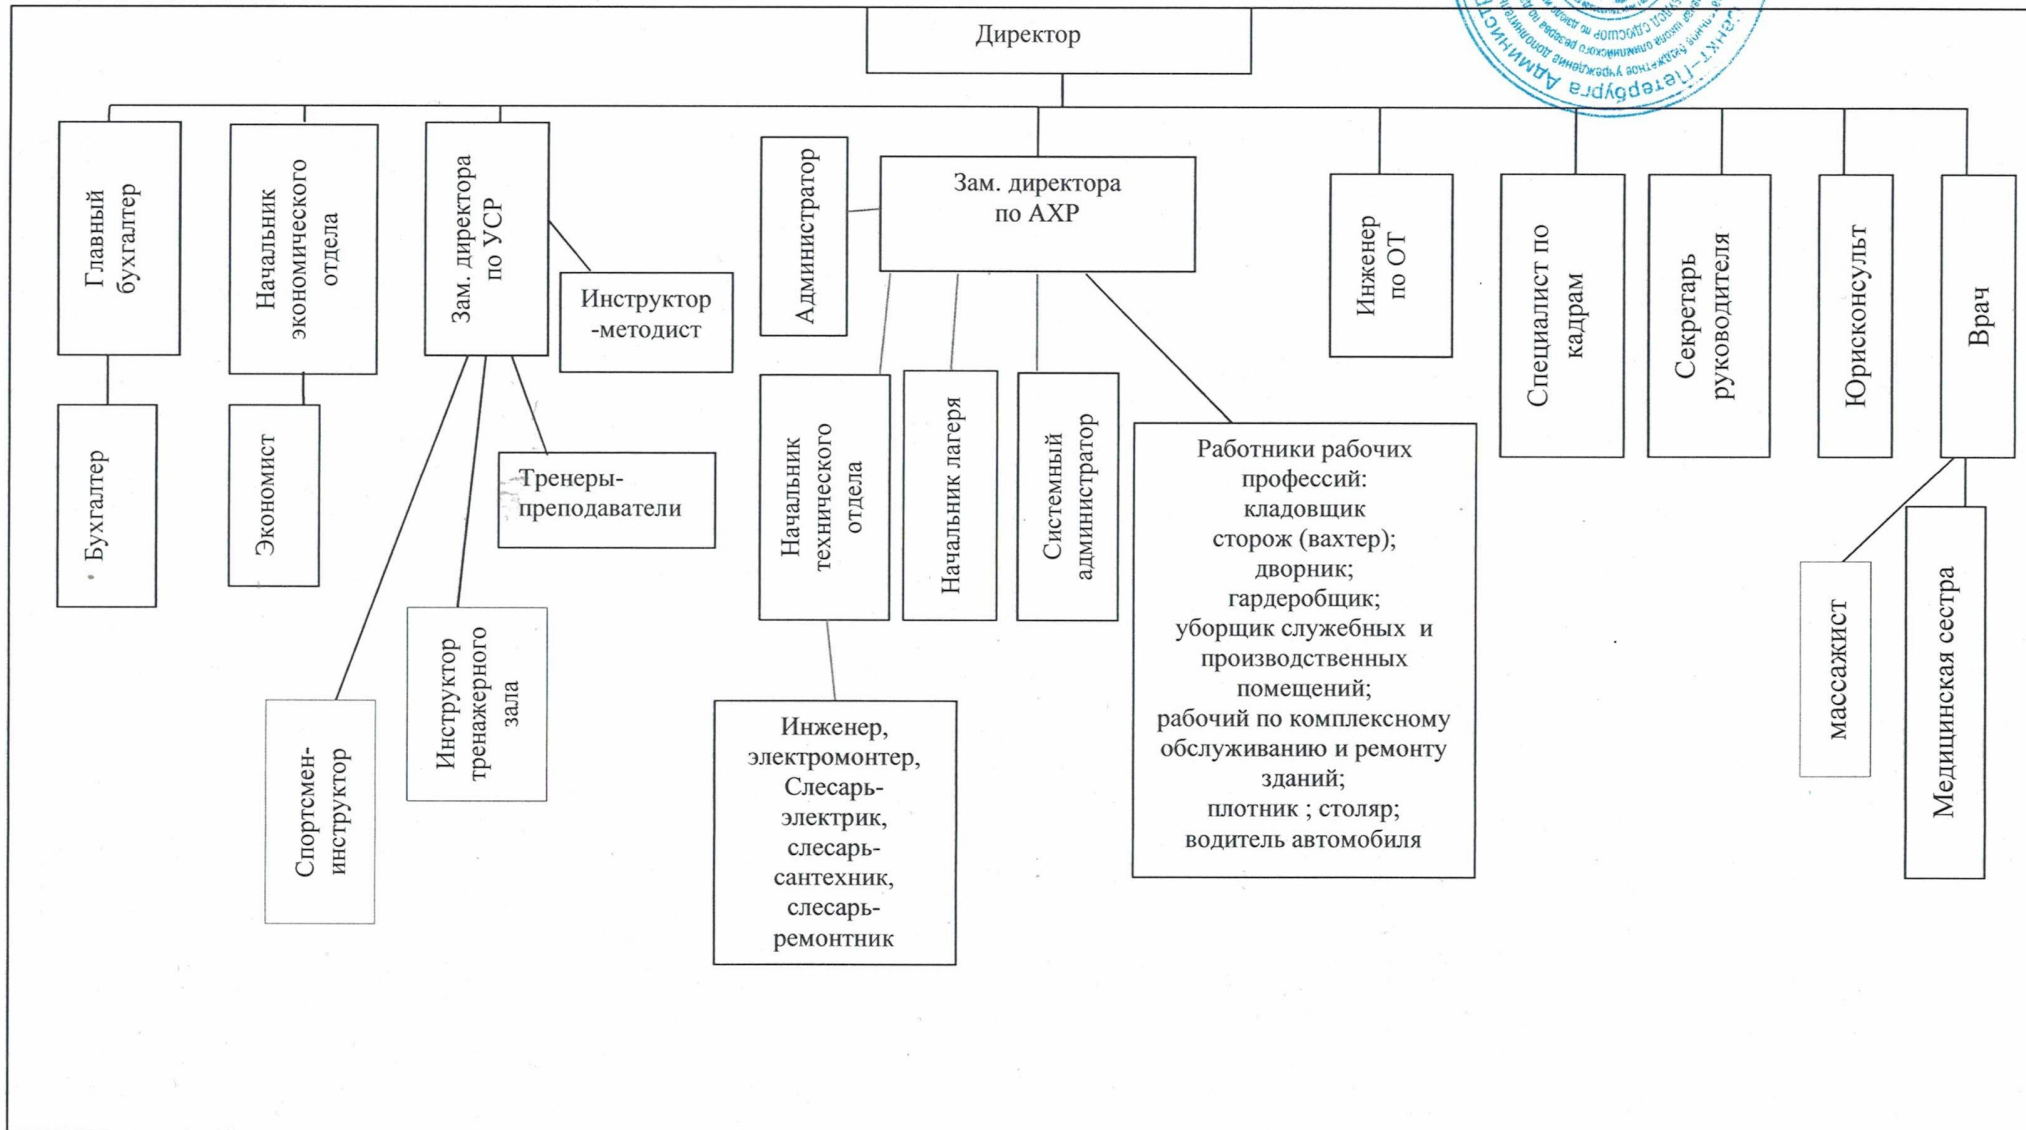 Директор
Санкт-Петербурга Админист
Главный
бухгалтер
Начальник
экономического
отдела
Зам. директора
по УСР
Администратор
Зам. директора
по АХР
Инженер
по ОТ
Специалист по
кадрам
Секретарь
руководителя
Юрисконсульт
Врач
Инструктор
-методист
Бухгалтер
Экономист
Тренеры-
преподаватели
Начальник
технического
отдела
Начальник лагеря
Системный
администратор
Работники рабочих
профессий:
кладовщик
сторож (вахтер);
дворник;
гардеробщик;
уборщик служебных и
производственных
помещений;
рабочий по комплексному
обслуживанию и ремонту
зданий;
плотник ; столяр;
водитель автомобиля
массажист
Медицинская сестра
Спортсмен-
инструктор
Инструктор
тренажерного
зала
Инженер,
электромонтер,
Слесарь-
электрик,
слесарь-
сантехник,
слесарь-
ремонтник